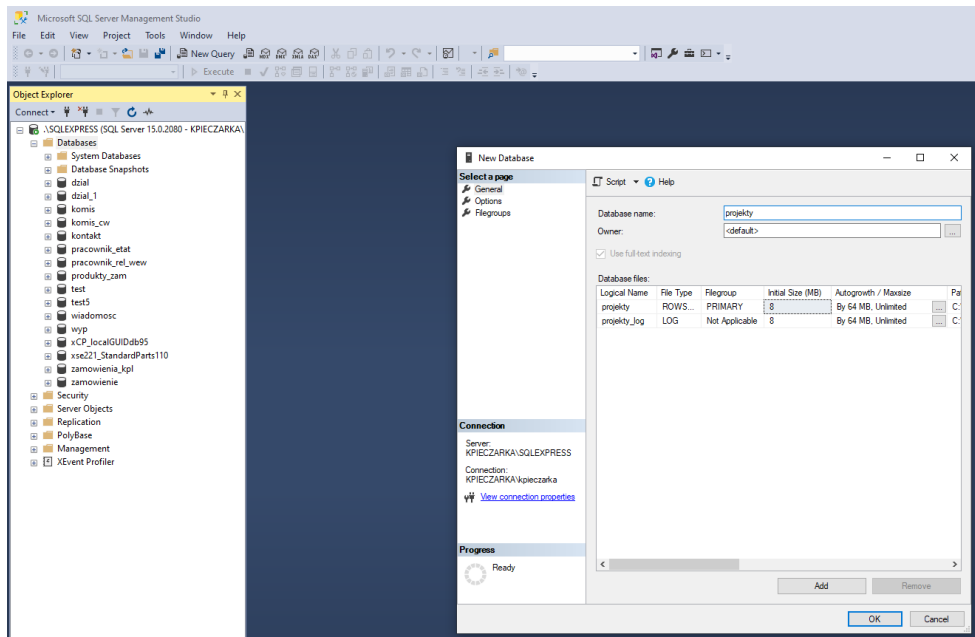 Microsoft SQL Server Management Studio
File Edit View Project Tools Window Help
New Query
Execute
Object Explorer
Connect
.\SQLEXPRESS (SQL Server 15.0.2080 - KPIECZARKA\
Databases
System Databases
Database Snapshots
dzial
dzial_1
komis
komis_cw
kontakt
pracownik_etat
pracownik_rel_wew
produkty_zam
test
test5
wiadomosc
wyp
xCP_localGUIDdb95
xse221_StandardParts110
zamowienia_kpl
zamowienie
Security
Server Objects
Replication
PolyBase
Management
XEvent Profiler
New Database
Select a page
General
Options
Filegroups
Connection
Server:
KPIECZARKA\SQLEXPRESS
Connection:
KPIECZARKA\kpieczarka
View connection properties
Progress
Ready
Script Help
Database name: projekty
Owner: <default> ...
Use full-text indexing
Database files:
Logical Name File Type Filegroup Initial Size (MB) Autogrowth / Maxsize Pa
projekty ROWS... PRIMARY 8 By 64 MB, Unlimited ... C:
projekty_log LOG Not Applicable 8 By 64 MB, Unlimited ... C:
Add Remove
OK Cancel